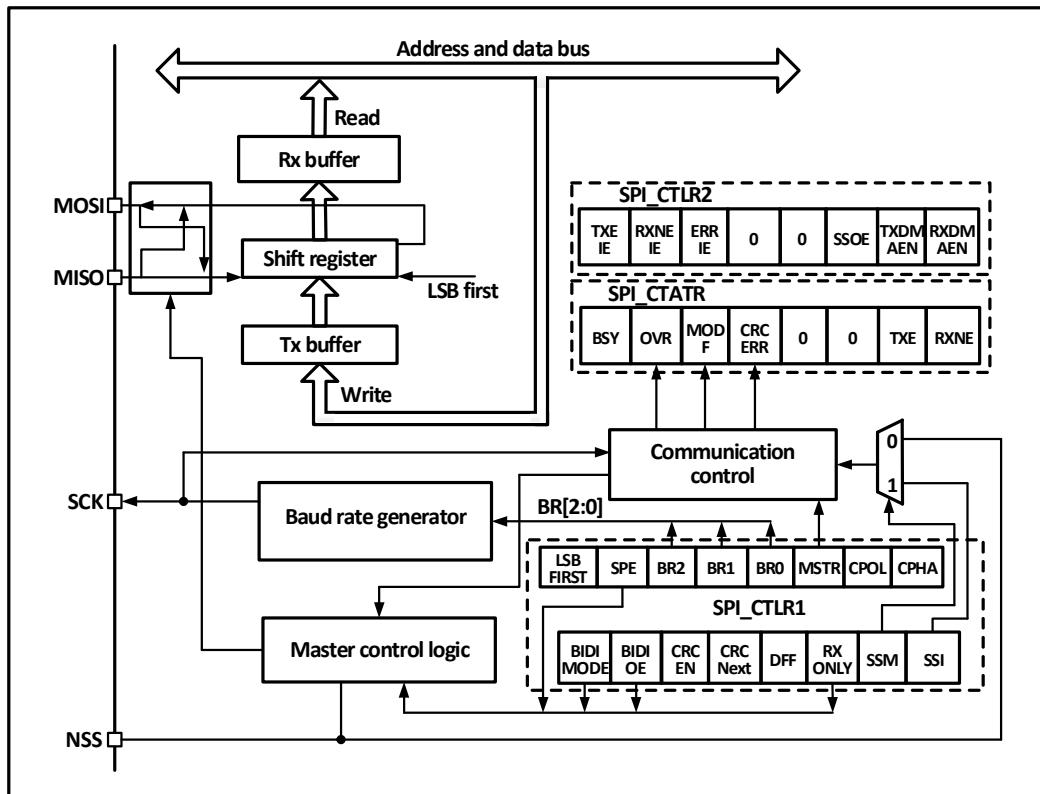 Address and data bus
Read
Rx buffer
MOSI
SPI_CTLR2
TXE
IE
RXNE
IE
ERR
IE
0
0
SSOE
TXDM
AEN
RXDM
AEN
Shift register
MISO
LSB first
SPI_CTATR
BSY
OVR
MOD
F
CRC
ERR
0
0
TXE
RXNE
Tx buffer
Write
Communication
control
0
1
SCK
Baud rate generator
BR[2:0]
LSB
FIRST
SPE
BR2
BR1
BR0
MSTR
CPOL
CPHA
SPI_CTLR1
Master control logic
BIDI
MODE
BIDI
OE
CRC
EN
CRC
Next
DFF
RX
ONLY
SSM
SSI
NSS